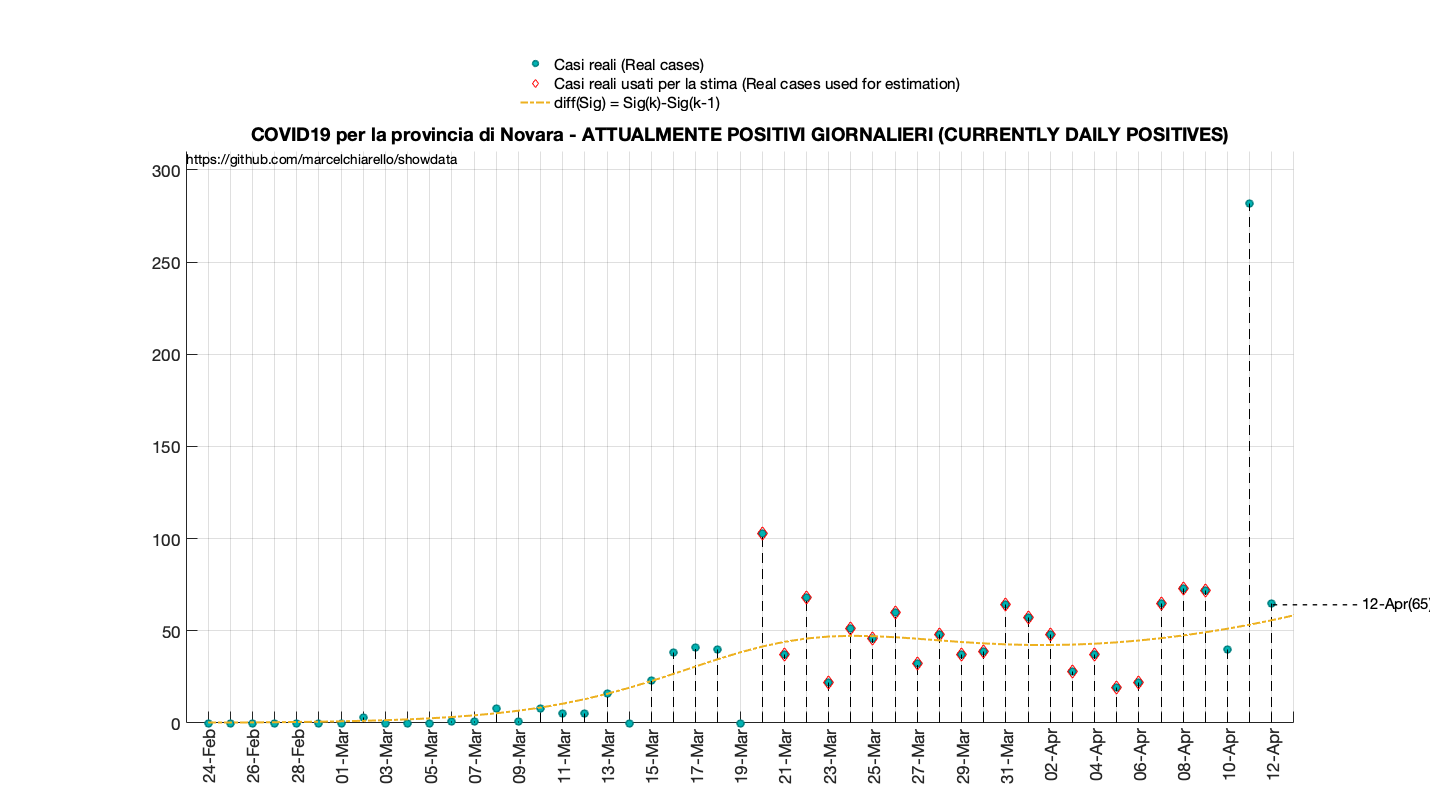 Casi reali (Real cases)
Casi reali usati per la stima (Real cases used for estimation)
diff(Sig) = Sig(k)-Sig(k-1)
COVID19 per la provincia di Novara - ATTUALMENTE POSITIVI GIORNALIERI (CURRENTLY DAILY POSITIVES)
https://github.com/marcelchiarello/showdata
300
250
200
150
100
50
0
12-Apr(65)
24-Feb
26-Feb
28-Feb
01-Mar
03-Mar
05-Mar
07-Mar
09-Mar
11-Mar
13-Mar
15-Mar
17-Mar
19-Mar
21-Mar
23-Mar
25-Mar
27-Mar
29-Mar
31-Mar
02-Apr
04-Apr
06-Apr
08-Apr
10-Apr
12-Apr